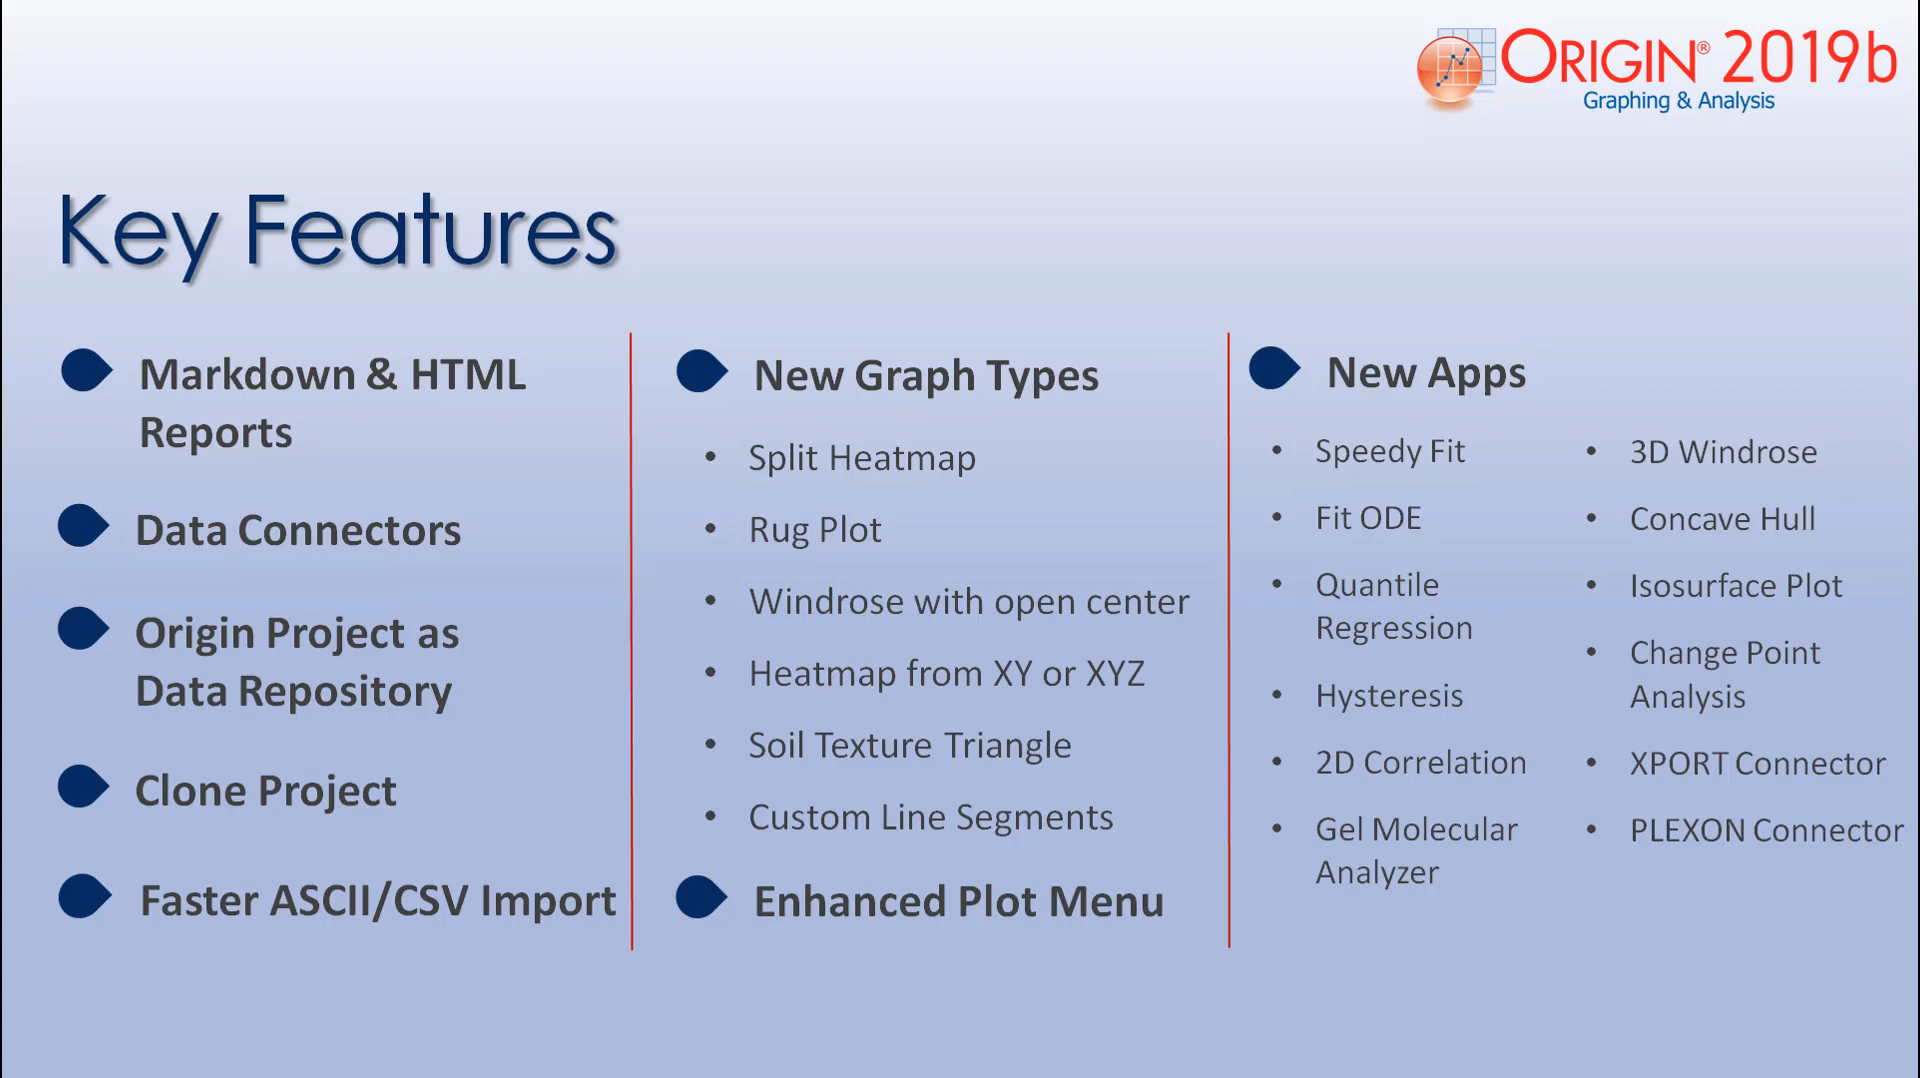 ORIGIN® 2019b
Graphing & Analysis
Key Features
Markdown & HTML
Reports
Data Connectors
Origin Project as
Data Repository
Clone Project
Faster ASCII/CSV Import
New Graph Types
• Split Heatmap
• Rug Plot
• Windrose with open center
• Heatmap from XY or XYZ
• Soil Texture Triangle
• Custom Line Segments
Enhanced Plot Menu
New Apps
• Speedy Fit
• Fit ODE
• Quantile
Regression
• Hysteresis
• 2D Correlation
• Gel Molecular
Analyzer
• 3D Windrose
• Concave Hull
• Isosurface Plot
• Change Point
Analysis
• XPORT Connector
• PLEXON Connector